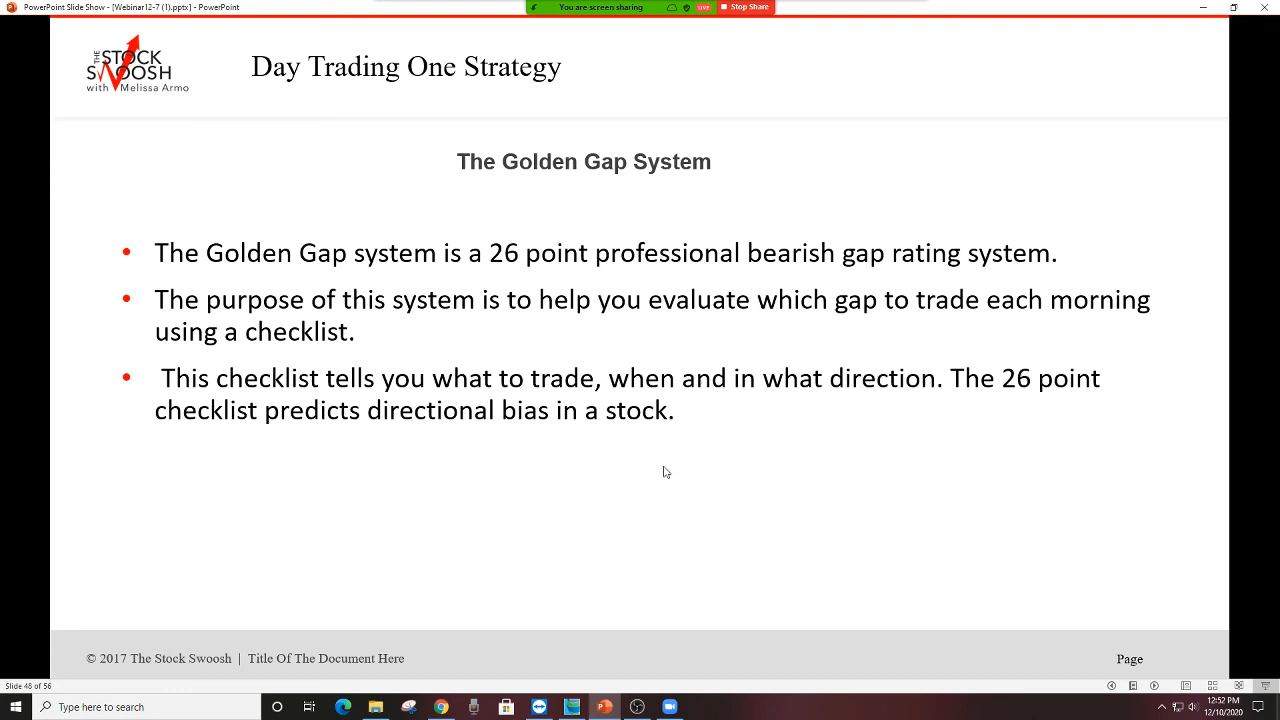 PowerPoint Slide Show - [Webinar12-7 (1).pptx] - PowerPoint
You are screen sharing
LIVE
Stop Share
THE STOCK
SWOOSH
with Melissa Armo
Day Trading One Strategy
The Golden Gap System
• The Golden Gap system is a 26 point professional bearish gap rating system.
• The purpose of this system is to help you evaluate which gap to trade each morning
using a checklist.
• This checklist tells you what to trade, when and in what direction. The 26 point
checklist predicts directional bias in a stock.
© 2017 The Stock Swoosh | Title Of The Document Here
Page
Slide 48 of 56
Type here to search
12:52 PM
12/10/2020